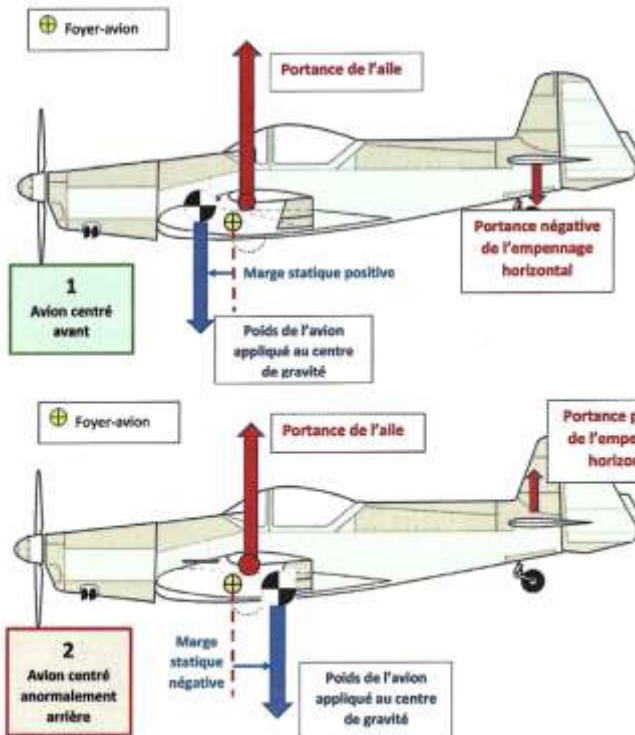 Foyer-avion
Portance de l'aile
Portance négative
de l'empennage
horizontal
Marge statique positive
1
Avion centré
avant
Poids de l'avion
appliqué au centre
de gravité
Foyer-avion
Portance de l'aile
Portance
de
2
Avion centré
anormalement
arrière
Marge
statique
négative
Poids de l'avion
appliqué au centre
de gravité